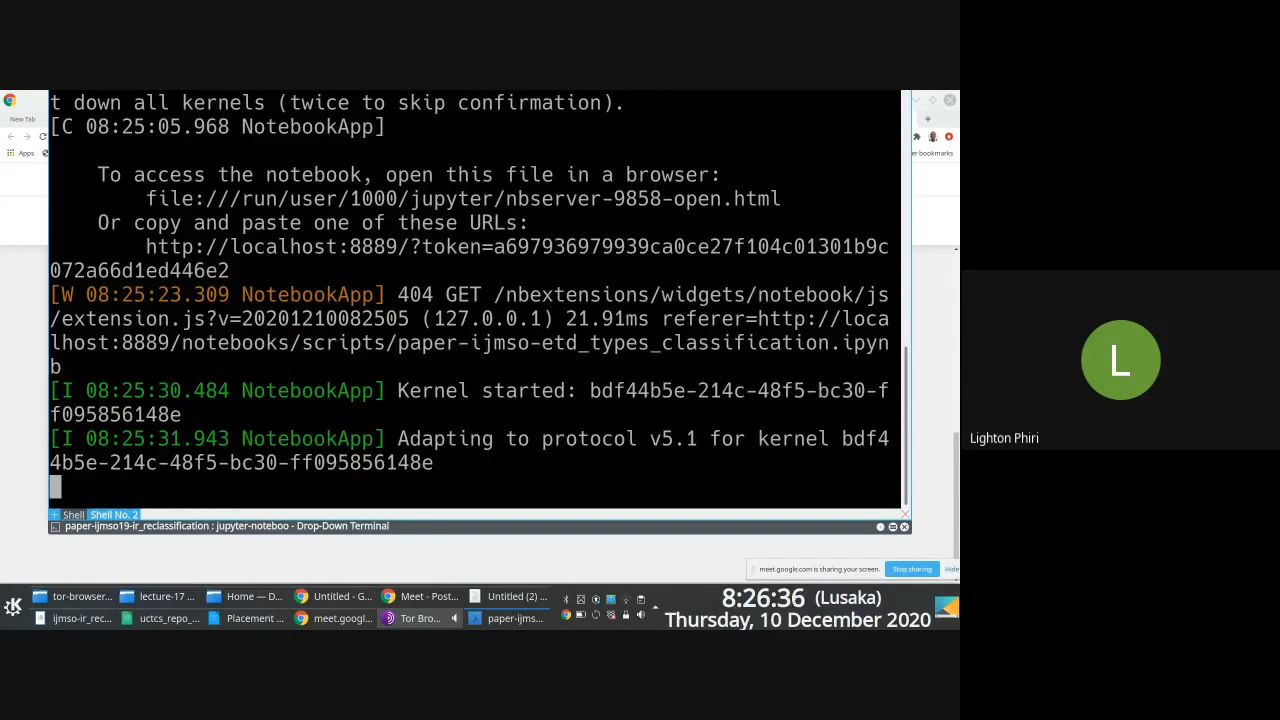 t down all kernels (twice to skip confirmation).
[C 08:25:05.968 NotebookApp]
To access the notebook, open this file in a browser:
file:///run/user/1000/jupyter/nbserver-9858-open.html
Or copy and paste one of these URLs:
http://localhost:8889/?token=a697936979939ca0ce27f104c01301b9c
072a66d1ed446e2
[W 08:25:23.309 NotebookApp] 404 GET /nbextensions/widgets/notebook/js
/extension.js?v=20201210082505 (127.0.0.1) 21.91ms referer=http://loca
lhost:8889/notebooks/scripts/paper-ijmso-etd_types_classification.ipyn
b
[I 08:25:30.484 NotebookApp] Kernel started: bdf44b5e-214c-48f5-bc30-f
f095856148e
[I 08:25:31.943 NotebookApp] Adapting to protocol v5.1 for kernel bdf4
4b5e-214c-48f5-bc30-ff095856148e
New Tab
Apps
er bookmarks
Shell Shell No. 2
paper-ijmso19-ir_reclassification : jupyter-noteboo - Drop-Down Terminal
meet.google.com is sharing your screen. Stop sharing Hide
tor-browser... lecture-17 ... Home — D... Untitled - G... Meet - Post... Untitled (2) ...
ijmso-ir_rec... uctcs_repo_... Placement ... meet.googl... Tor Bro... paper-ijms...
8:26:36 (Lusaka)
Thursday, 10 December 2020
L
Lighton Phiri